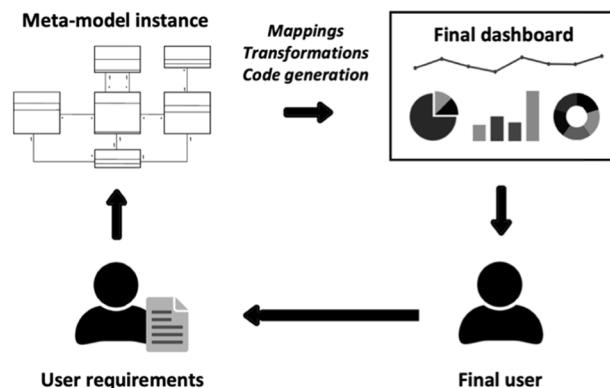 Meta-model instance
Mappings
Transformations
Code generation
Final dashboard
User requirements
Final user